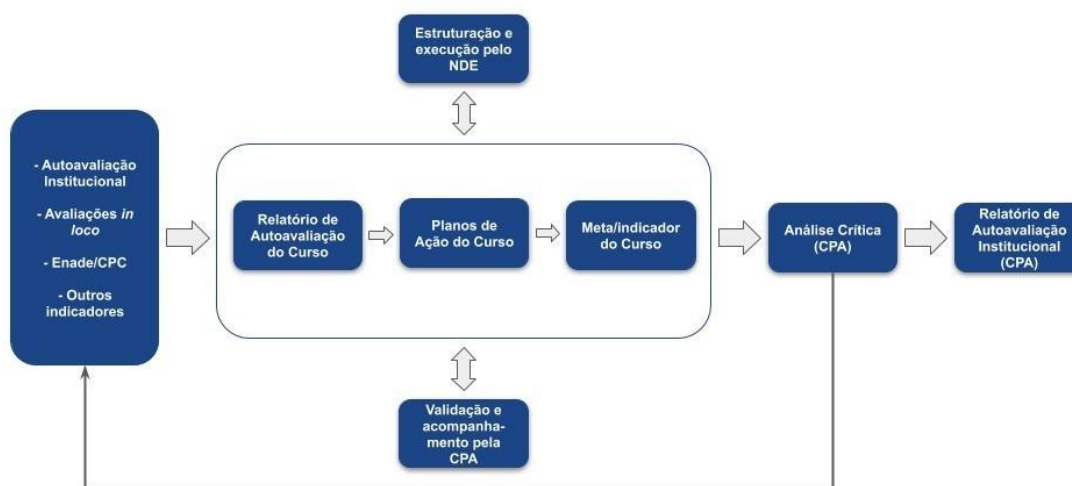 Estruturação e
execução pelo
NDE
- Autoavaliação
Institucional
- Avaliações in
loco
- Enade/CPC
- Outros
indicadores
Relatório de
Autoavaliação
do Curso
Planos de
Ação do Curso
Meta/indicador
do Curso
Análise Crítica
(CPA)
Relatório de
Autoavaliação
Institucional
(CPA)
Validação e
acompanha-
mento pela
CPA